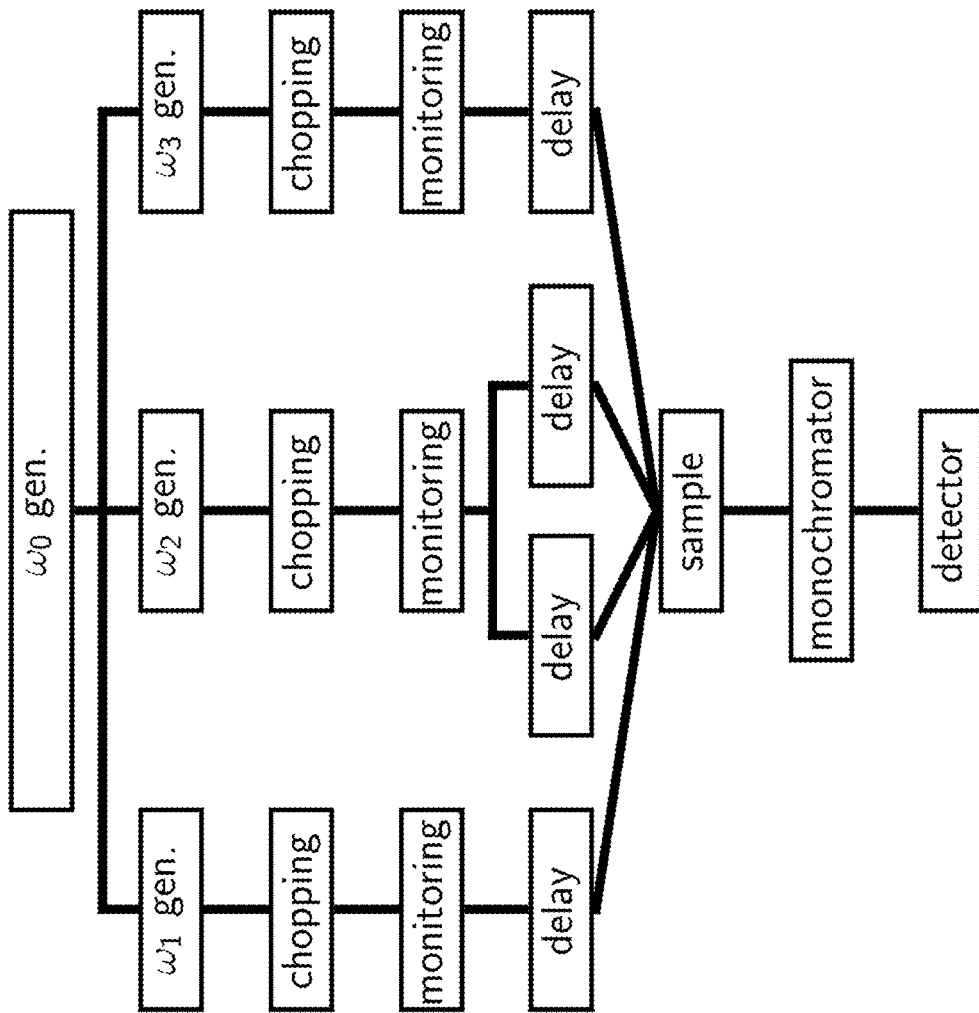 ω0 gen.
ω1 gen.
ω2 gen.
ω3 gen.
chopping
chopping
chopping
monitoring
monitoring
monitoring
delay
delay
delay
delay
sample
monochromator
detector